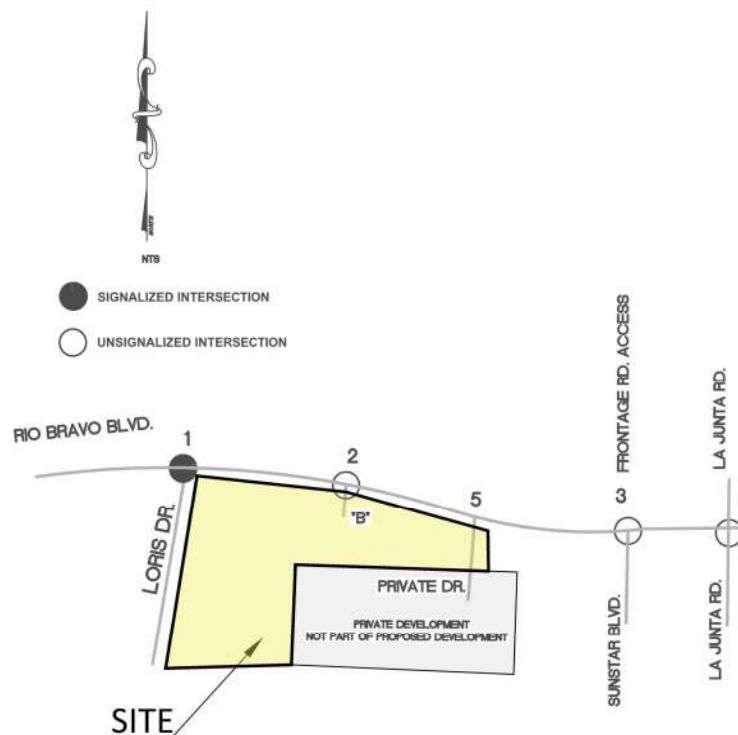 NTS
SIGNALIZED INTERSECTION
UNSIGNALIZED INTERSECTION
RIO BRAVO BLVD.
1
2
"B"
5
3
FRONTAGE RD. ACCESS
LA JUNTA RD.
LORIS DR.
PRIVATE DR.
PRIVATE DEVELOPMENT
NOT PART OF PROPOSED DEVELOPMENT
SUNSTAR BLVD.
LA JUNTA RD.
SITE